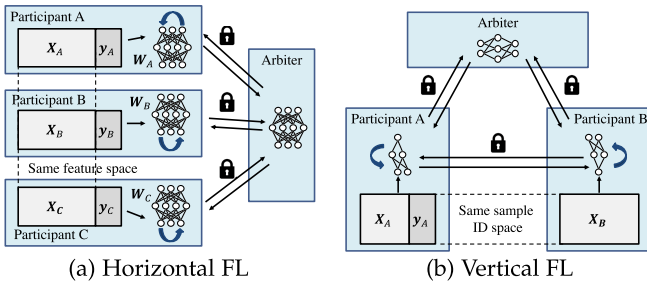 Participant A
X_A y_A
W_A
Participant B
X_B y_B
W_B
Same feature space
X_C y_C
W_C
Participant C
Arbiter
(a) Horizontal FL
Arbiter
Participant A
Participant B
X_A y_A
Same sample
ID space
X_B
(b) Vertical FL